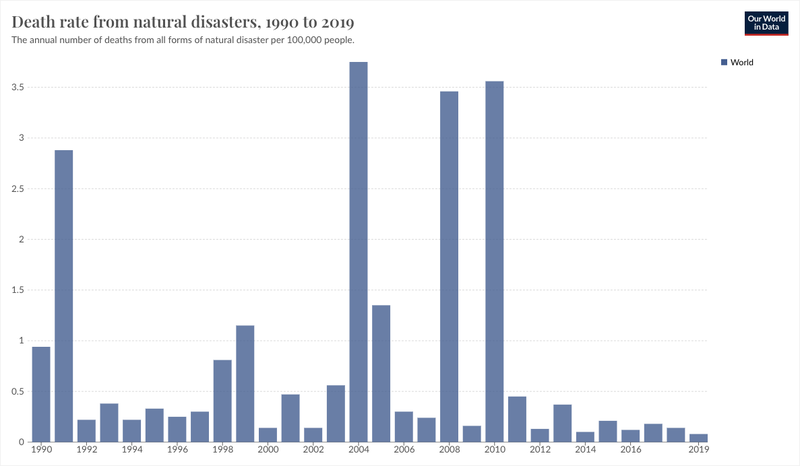 Death rate from natural disasters, 1990 to 2019
The annual number of deaths from all forms of natural disaster per 100,000 people.
Our World
in Data
World
3.5
3
2.5
2
1.5
1
0.5
0
1990 1992 1994 1996 1998 2000 2002 2004 2006 2008 2010 2012 2014 2016 2019